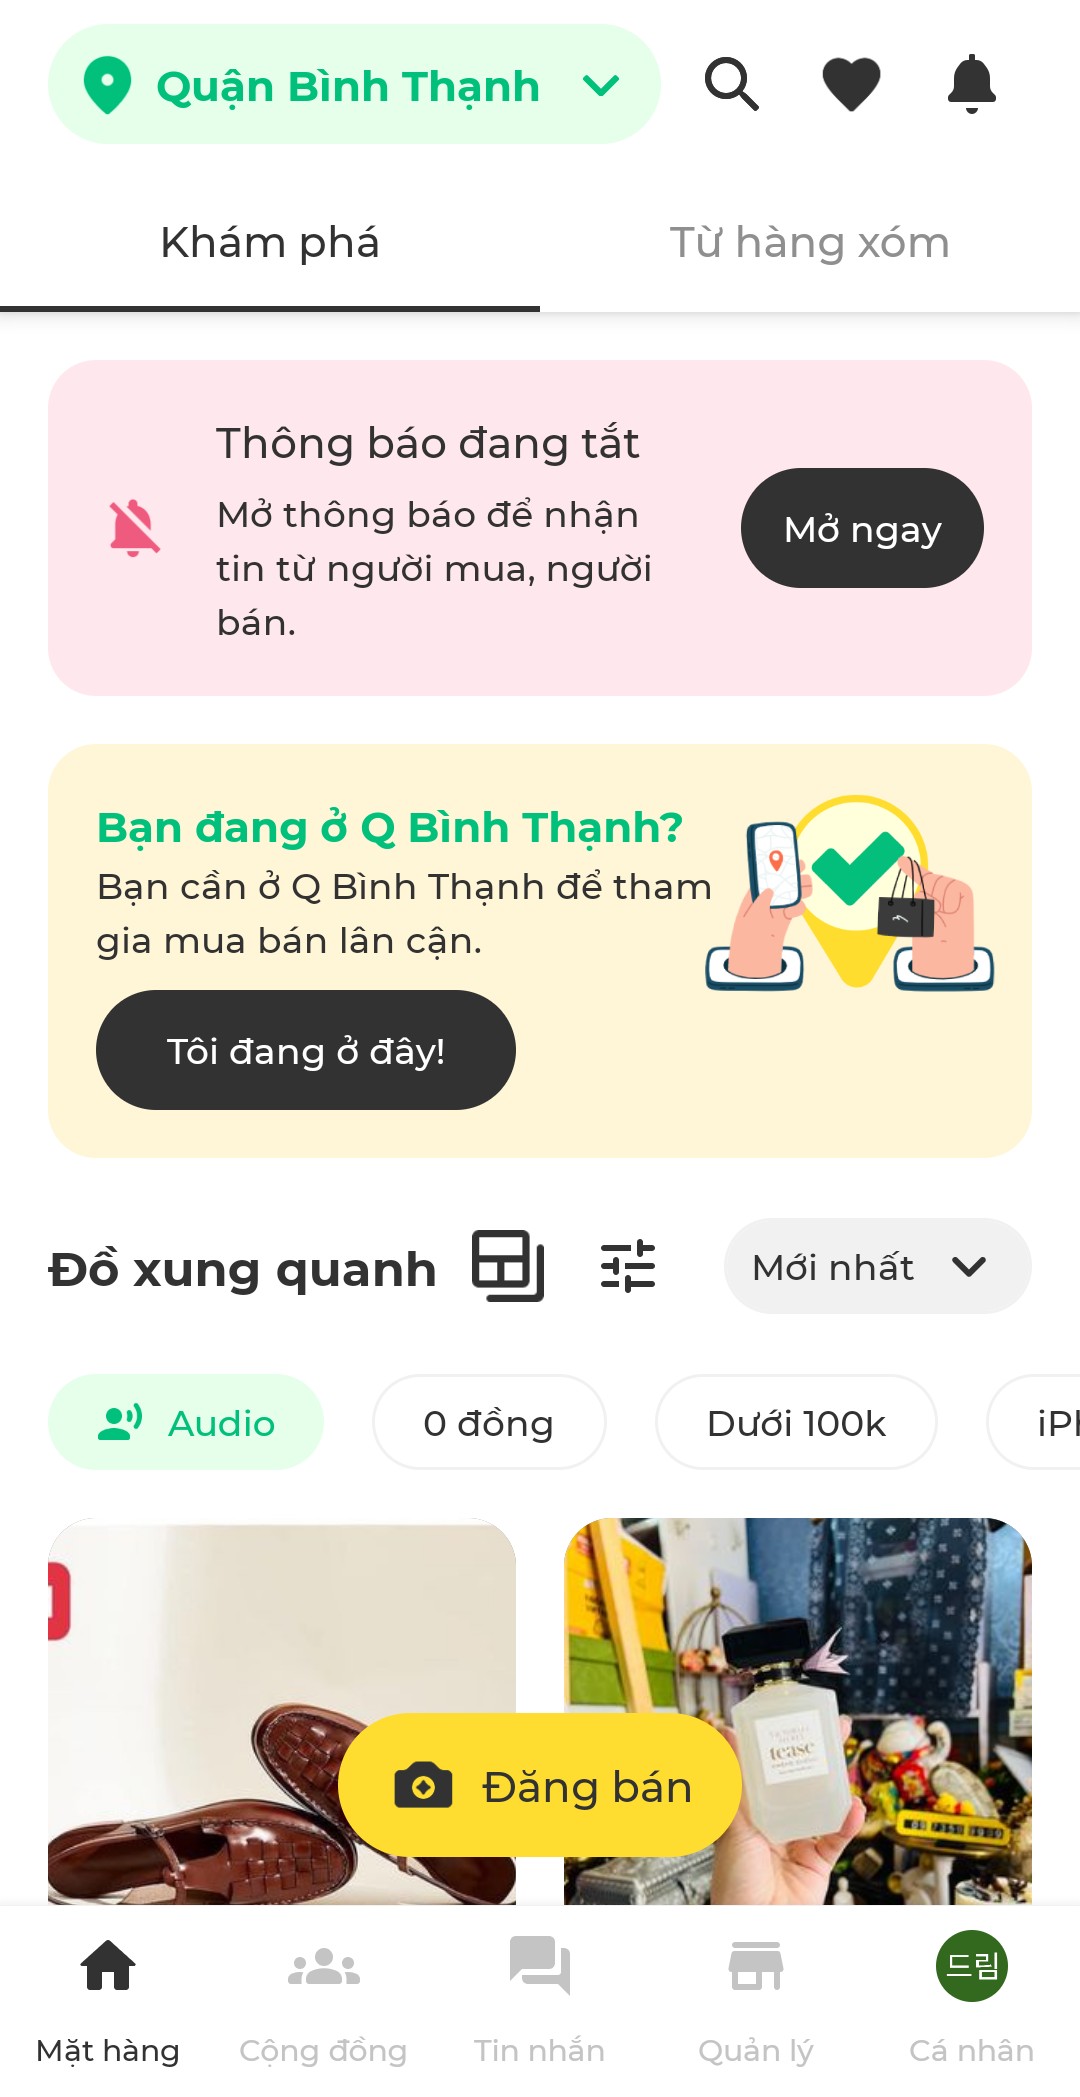 Quận Bình Thạnh
Khám phá
Từ hàng xóm
Thông báo đang tắt
Mở thông báo để nhận
tin từ người mua, người
bán.
Mở ngay
Bạn đang ở Q Bình Thạnh?
Bạn cần ở Q Bình Thạnh để tham
gia mua bán lân cận.
Tôi đang ở đây!
Đồ xung quanh
Mới nhất
Audio
0 đồng
Dưới 100k
tease
Đăng bán
Mặt hàng
Cộng đồng
Tin nhắn
Quản lý
드림
Cá nhân